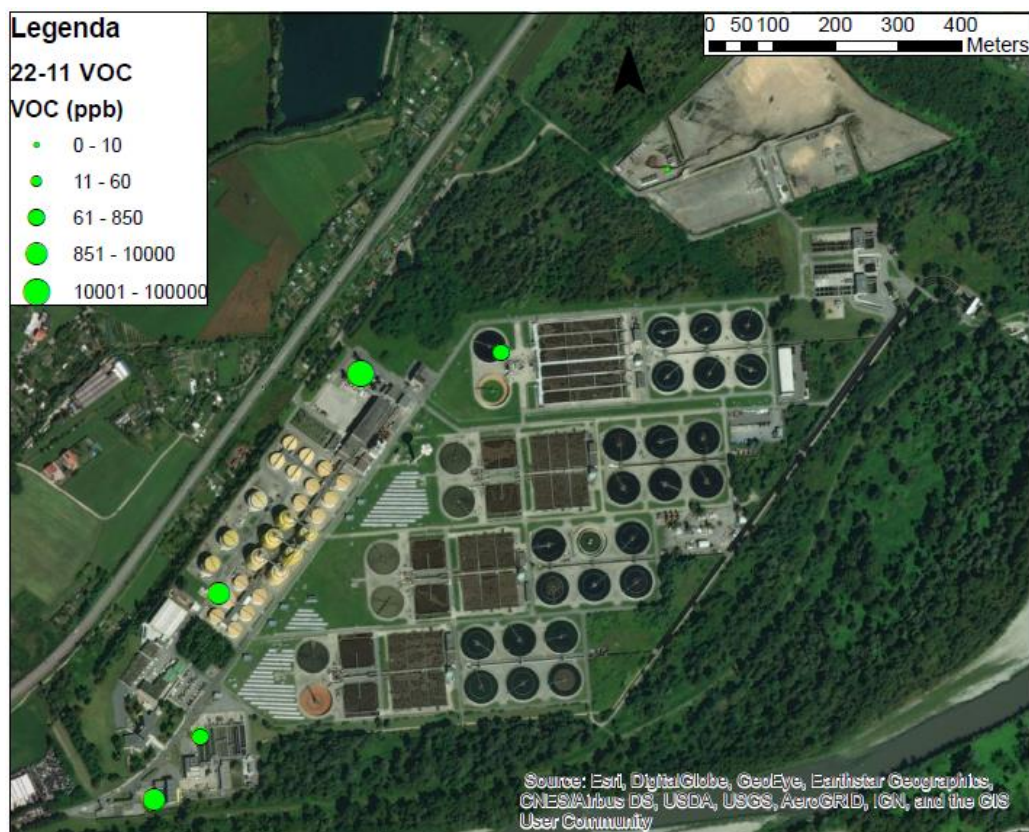 Legenda
22-11 VOC
VOC (ppb)
0 - 10
11 - 60
61 - 850
851 - 10000
10001 - 100000
0 50 100 200 300 400
Meters
Source: Esri, DigitalGlobe, GeoEye, Earthstar Geographics,
CNES/Airbus DS, USDA, USGS, AeroGRID, IGN, and the GIS
User Community